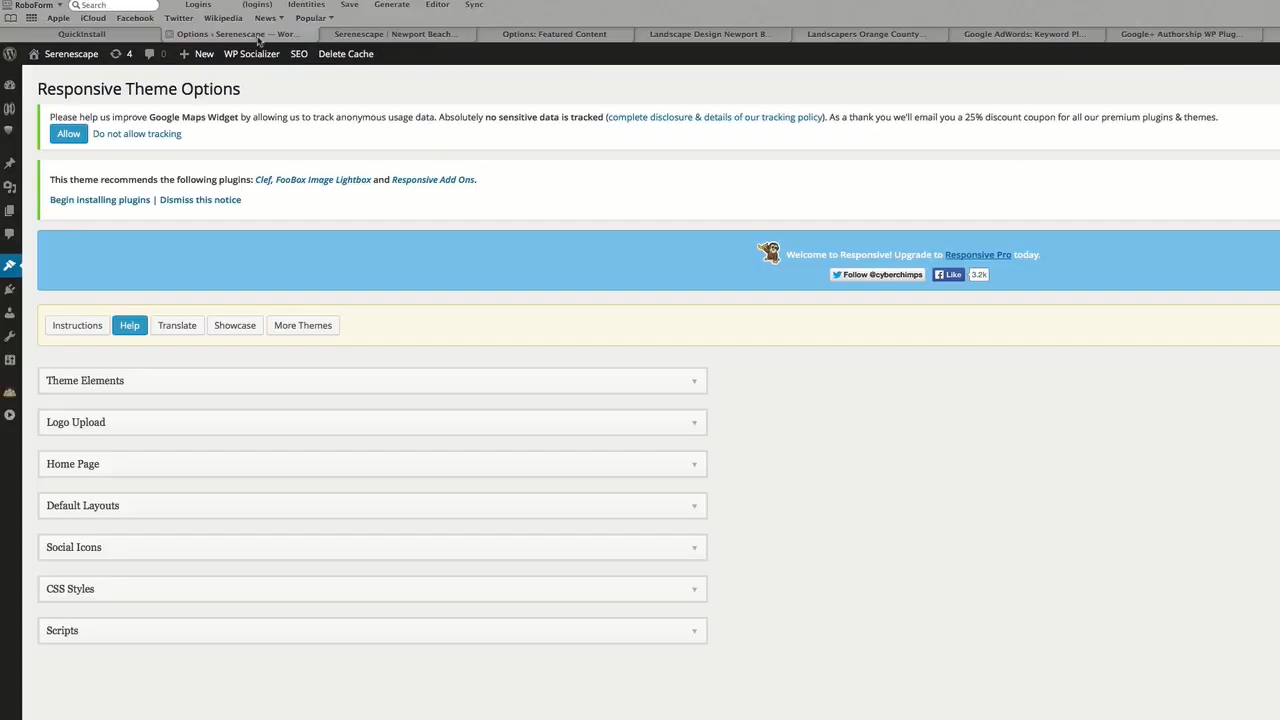 RoboForm Search Logins (logins) Identities Save Generate Editor Sync
Apple iCloud Facebook Twitter Wikipedia News Popular
QuickInstall Options ‹ Serenescape — Wor... Serenescape | Newport Beach... Options: Featured Content Landscape Design Newport B... Landscapers Orange County... Google AdWords: Keyword Pl... Google+ Authorship WP Plug...
Serenescape 4 0 New WP Socializer SEO Delete Cache
Responsive Theme Options
Please help us improve Google Maps Widget by allowing us to track anonymous usage data. Absolutely no sensitive data is tracked (complete disclosure & details of our tracking policy). As a thank you we'll email you a 25% discount coupon for all our premium plugins & themes.
Allow Do not allow tracking
This theme recommends the following plugins: Clef, FooBox Image Lightbox and Responsive Add Ons.
Begin installing plugins | Dismiss this notice
Welcome to Responsive! Upgrade to Responsive Pro today.
Follow @cyberchimps Like 3.2k
Instructions Help Translate Showcase More Themes
Theme Elements
Logo Upload
Home Page
Default Layouts
Social Icons
CSS Styles
Scripts